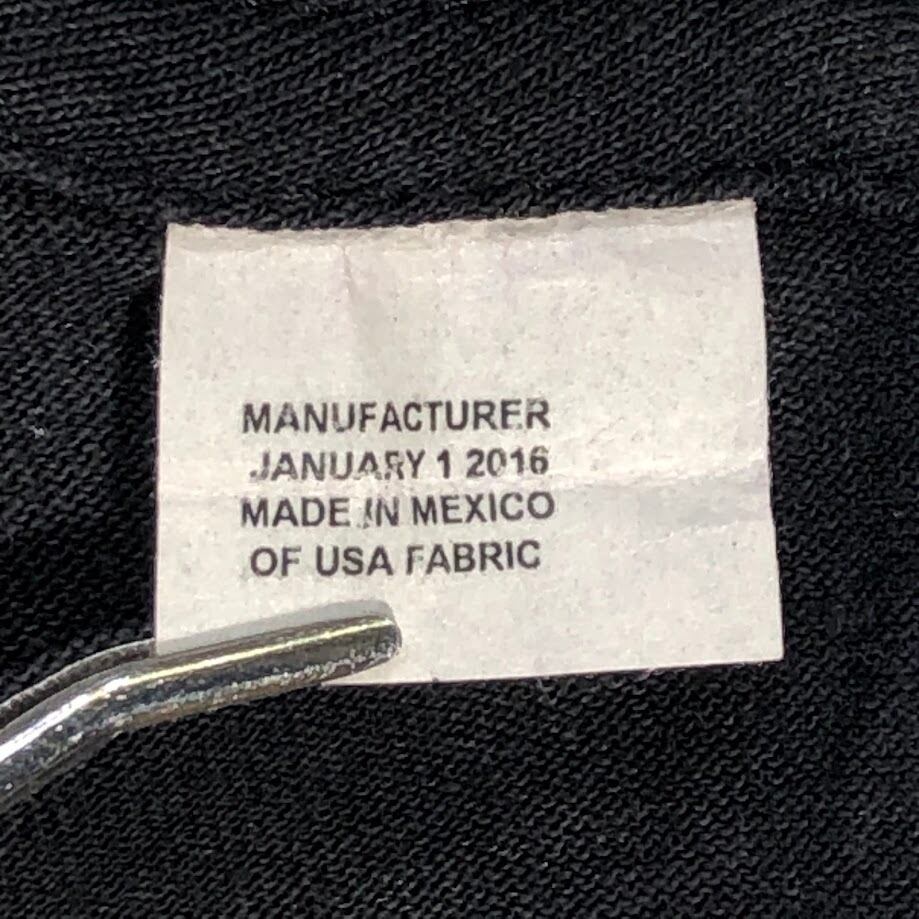 MANUFACTURER
JANUARY 1 2016
MADE IN MEXICO
OF USA FABRIC